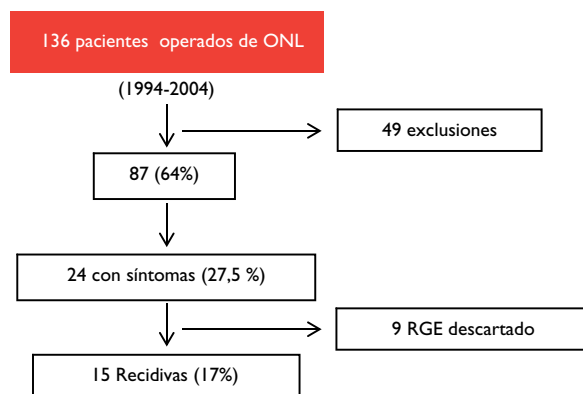 136 pacientes operados de ONL
(1994-2004)
49 exclusiones
87 (64%)
24 con síntomas (27,5 %)
9 RGE descartado
15 Recidivas (17%)